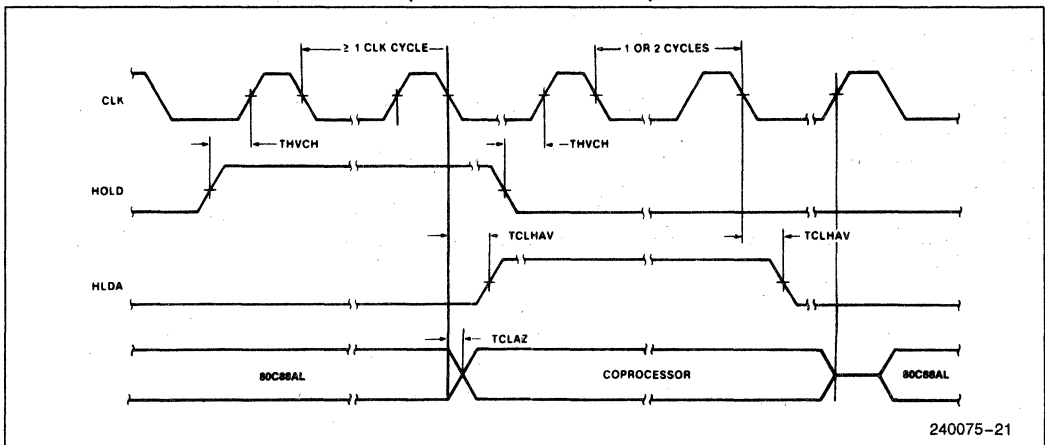 ≥ 1 CLK CYCLE
1 OR 2 CYCLES
CLK
THVCH
THVCH
HOLD
TCLHAV
TCLHAV
HLDA
TCLAZ
80C88AL
COPROCESSOR
80C88AL
240075-21